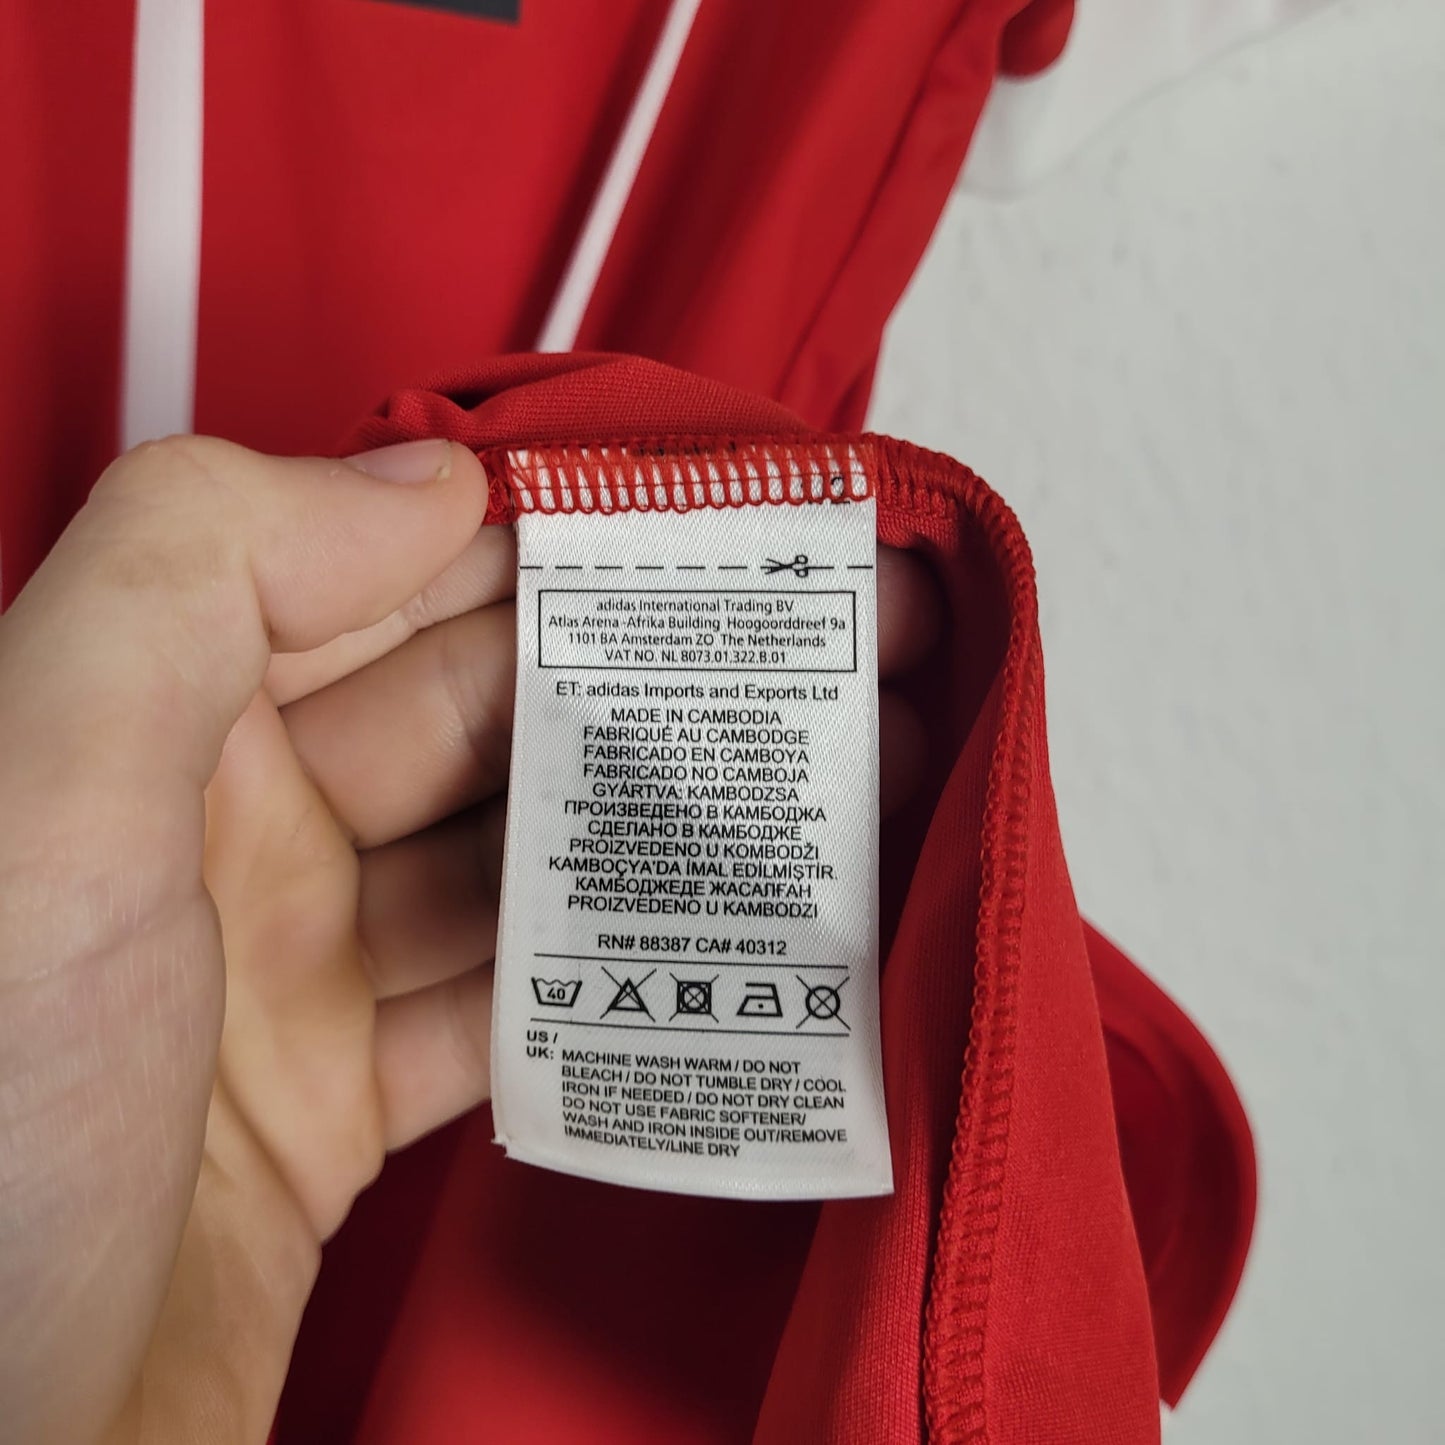 adidas International Trading BV
Atlas Arena -Afrika Building Hoogoorddreef 9a
1101 BA Amsterdam ZO The Netherlands
VAT NO. NL 8073.01.322.B.01
ET: adidas Imports and Exports Ltd
MADE IN CAMBODIA
FABRIQUÉ AU CAMBODGE
FABRICADO EN CAMBOYA
FABRICADO NO CAMBOJA
GYÁRTVA: KAMBODZSA
ПРОИЗВЕДЕНО В КАМБОДЖА
СДЕЛАНО В КАМБОДЖЕ
PROIZVEDENO U KOMBODŽI
KAMBOÇYA'DA İMAL EDİLMİŞTİR.
КАМБОДЖЕДЕ ЖАСАЛҒАН
PROIZVEDENO U KAMBODZI
RN# 88387 CA# 40312
40
US /
UK: MACHINE WASH WARM / DO NOT
BLEACH / DO NOT TUMBLE DRY / COOL
IRON IF NEEDED / DO NOT DRY CLEAN
DO NOT USE FABRIC SOFTENER/
WASH AND IRON INSIDE OUT/REMOVE
IMMEDIATELY/LINE DRY